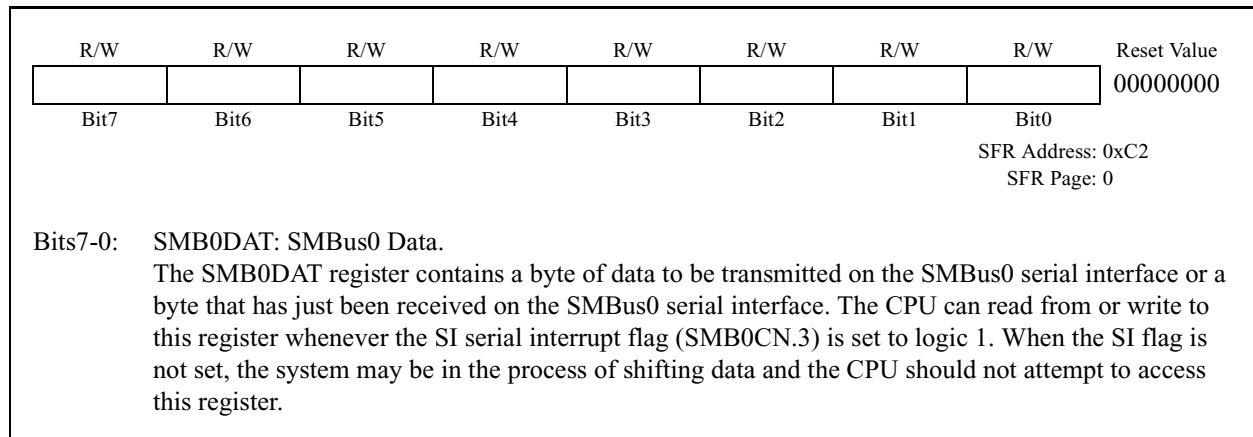 R/W R/W R/W R/W R/W R/W R/W R/W Reset Value
00000000
Bit7 Bit6 Bit5 Bit4 Bit3 Bit2 Bit1 Bit0
SFR Address: 0xC2
SFR Page: 0
Bits7-0: SMB0DAT: SMBus0 Data.
The SMB0DAT register contains a byte of data to be transmitted on the SMBus0 serial interface or a
byte that has just been received on the SMBus0 serial interface. The CPU can read from or write to
this register whenever the SI serial interrupt flag (SMB0CN.3) is set to logic 1. When the SI flag is
not set, the system may be in the process of shifting data and the CPU should not attempt to access
this register.